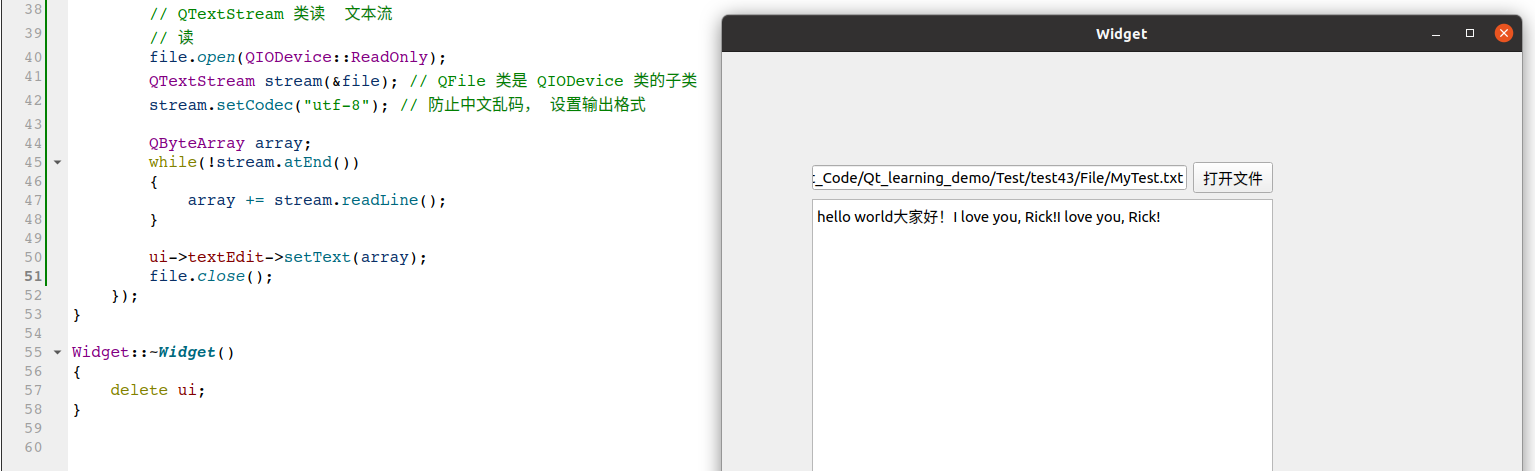 38 // QTextStream 类读  文本流
39 // 读
40 file.open(QIODevice::ReadOnly);
41 QTextStream stream(&file); // QFile 类是 QIODevice 类的子类
42 stream.setCodec("utf-8"); // 防止中文乱码， 设置输出格式
43
44 QByteArray array;
45 while(!stream.atEnd())
46 {
47 array += stream.readLine();
48 }
49
50 ui->textEdit->setText(array);
51 file.close();
52 });
53 }
54
55 Widget::~Widget()
56 {
57 delete ui;
58 }
59
60
Widget
t_Code/Qt_learning_demo/Test/test43/File/MyTest.txt 打开文件
hello world大家好！I love you, Rick!I love you, Rick!